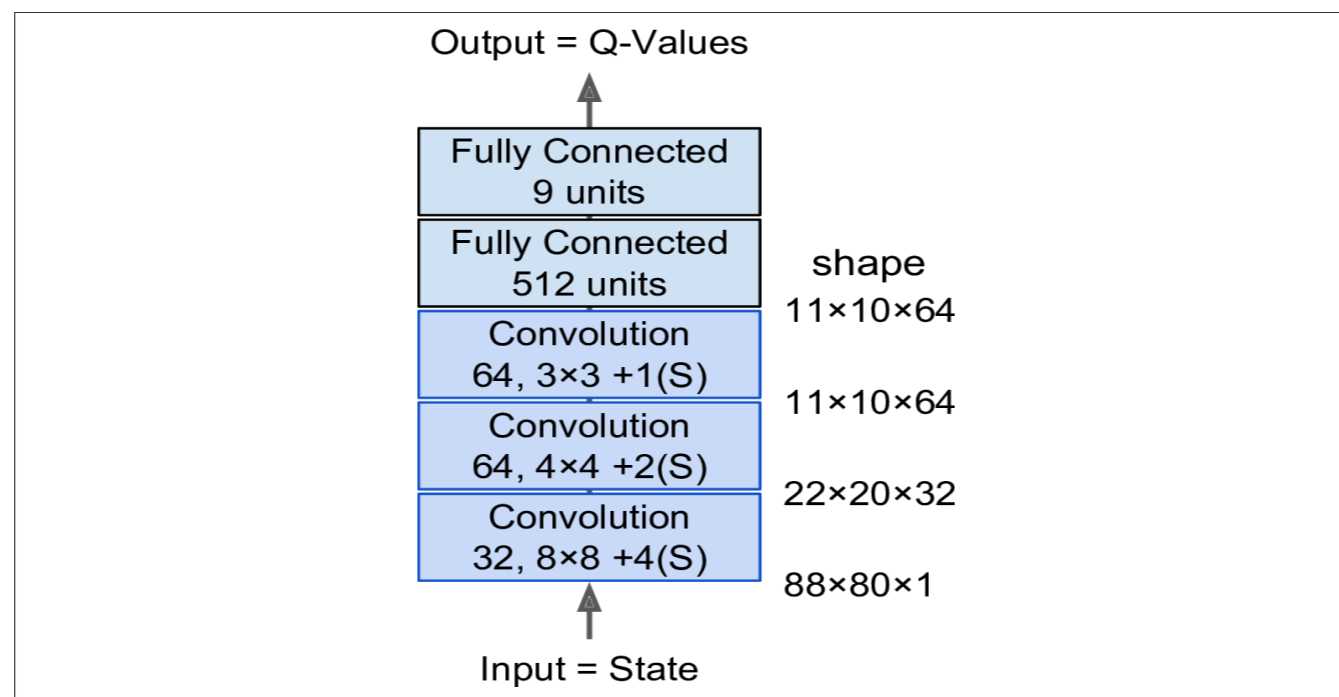 Output = Q-Values
Fully Connected
9 units
Fully Connected
512 units
shape
11×10×64
Convolution
64, 3×3 +1(S)
11×10×64
Convolution
64, 4×4 +2(S)
22×20×32
Convolution
32, 8×8 +4(S)
88×80×1
Input = State